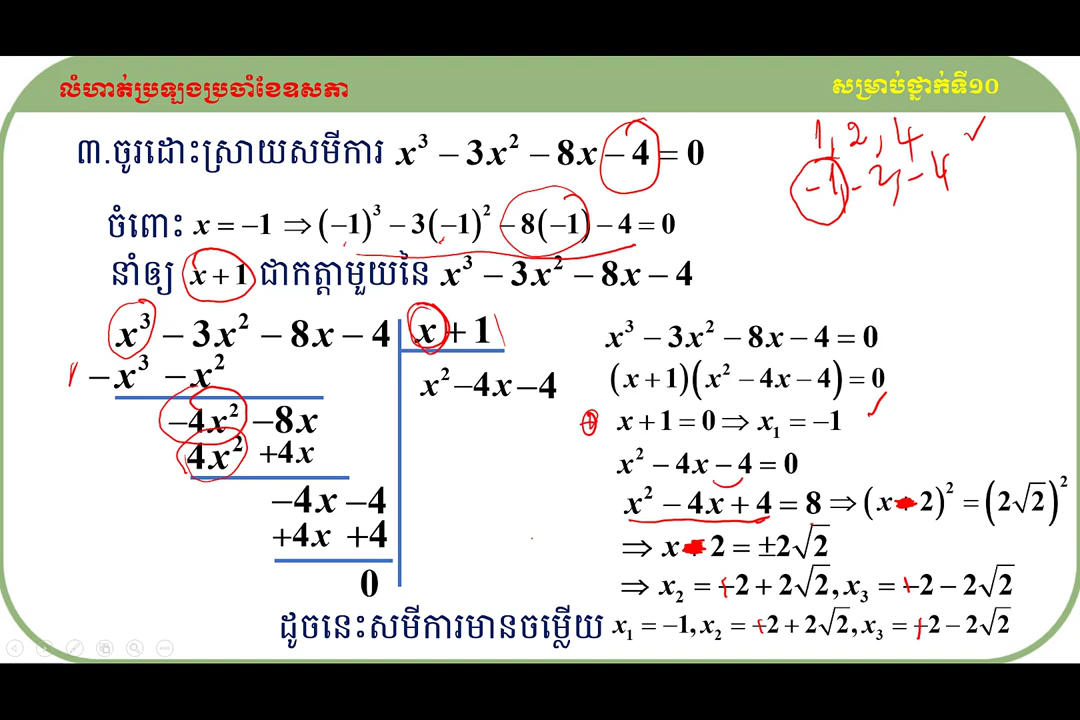 លំហាត់ប្រឡងប្រចាំខែឧសភា
សម្រាប់ថ្នាក់ទី១០
៣.ចូរដោះស្រាយសមីការ x³ − 3x² − 8x − 4 = 0
1, 2, 4 ✓
−1, −2, −4
ចំពោះ x = −1 ⇒ (−1)³ − 3(−1)² − 8(−1) − 4 = 0
នាំឲ្យ x + 1 ជាកត្តាមួយនៃ x³ − 3x² − 8x − 4
x³ − 3x² − 8x − 4
x + 1
−x³ − x²
x² − 4x − 4
−4x² − 8x
4x² + 4x
−4x − 4
+4x + 4
0
x³ − 3x² − 8x − 4 = 0
(x + 1)(x² − 4x − 4) = 0
x + 1 = 0 ⇒ x₁ = −1 ✓
x² − 4x − 4 = 0
x² − 4x + 4 = 8 ⇒ (x − 2)² = (2√2)²
⇒ x − 2 = ±2√2
⇒ x₂ = +2 + 2√2, x₃ = +2 − 2√2
ដូចនេះសមីការមានចម្លើយ x₁ = −1, x₂ = +2 + 2√2, x₃ = +2 − 2√2